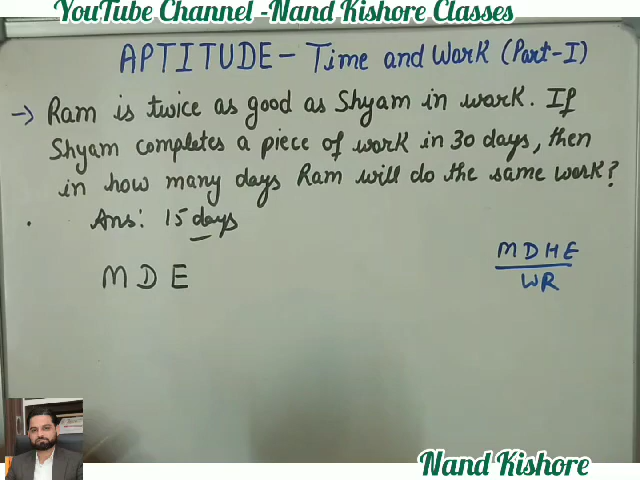 YouTube Channel -Nand Kishore Classes
APTITUDE - Time and Work (Part-I)
→ Ram is twice as good as Shyam in work. If
Shyam completes a piece of work in 30 days, then
in how many days Ram will do the same work?
Ans: 15 days
M D E
M D H E
WR
Nand Kishore